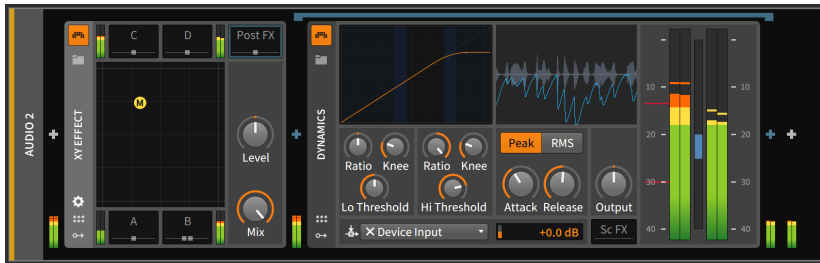 AUDIO 2
XY EFFECT
C D Post FX
M
Level
A B Mix
DYNAMICS
Ratio Knee Ratio Knee
Lo Threshold Hi Threshold
Peak RMS
Attack Release Output
Device Input +0.0 dB Sc FX
10 10
20 20
30 30
40 40